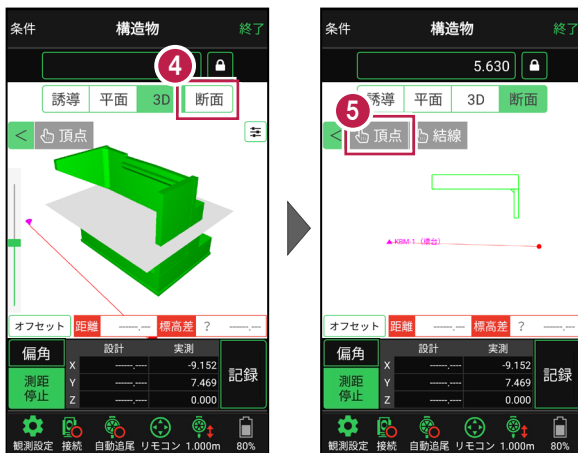 条件 構造物 終了
4
誘導 平面 3D 断面
< 頂点
オフセット 距離 -----.--- 標高差 ? -----.---
偏角 設計 実測
X -----.---- -9.152
測距停止 Y -----.---- 7.469 記録
Z -----.---- 0.000
観測設定 接続 自動追尾 リモコン 1.000m 80%
条件 構造物 終了
5.630
5
誘導 平面 3D 断面
< 頂点 結線
KBM-1（橋台）
オフセット 距離 -----.--- 標高差 ? -----.---
偏角 設計 実測
X -----.---- -9.152
測距停止 Y -----.---- 7.469 記録
Z -----.---- 0.000
観測設定 接続 自動追尾 リモコン 1.000m 80%